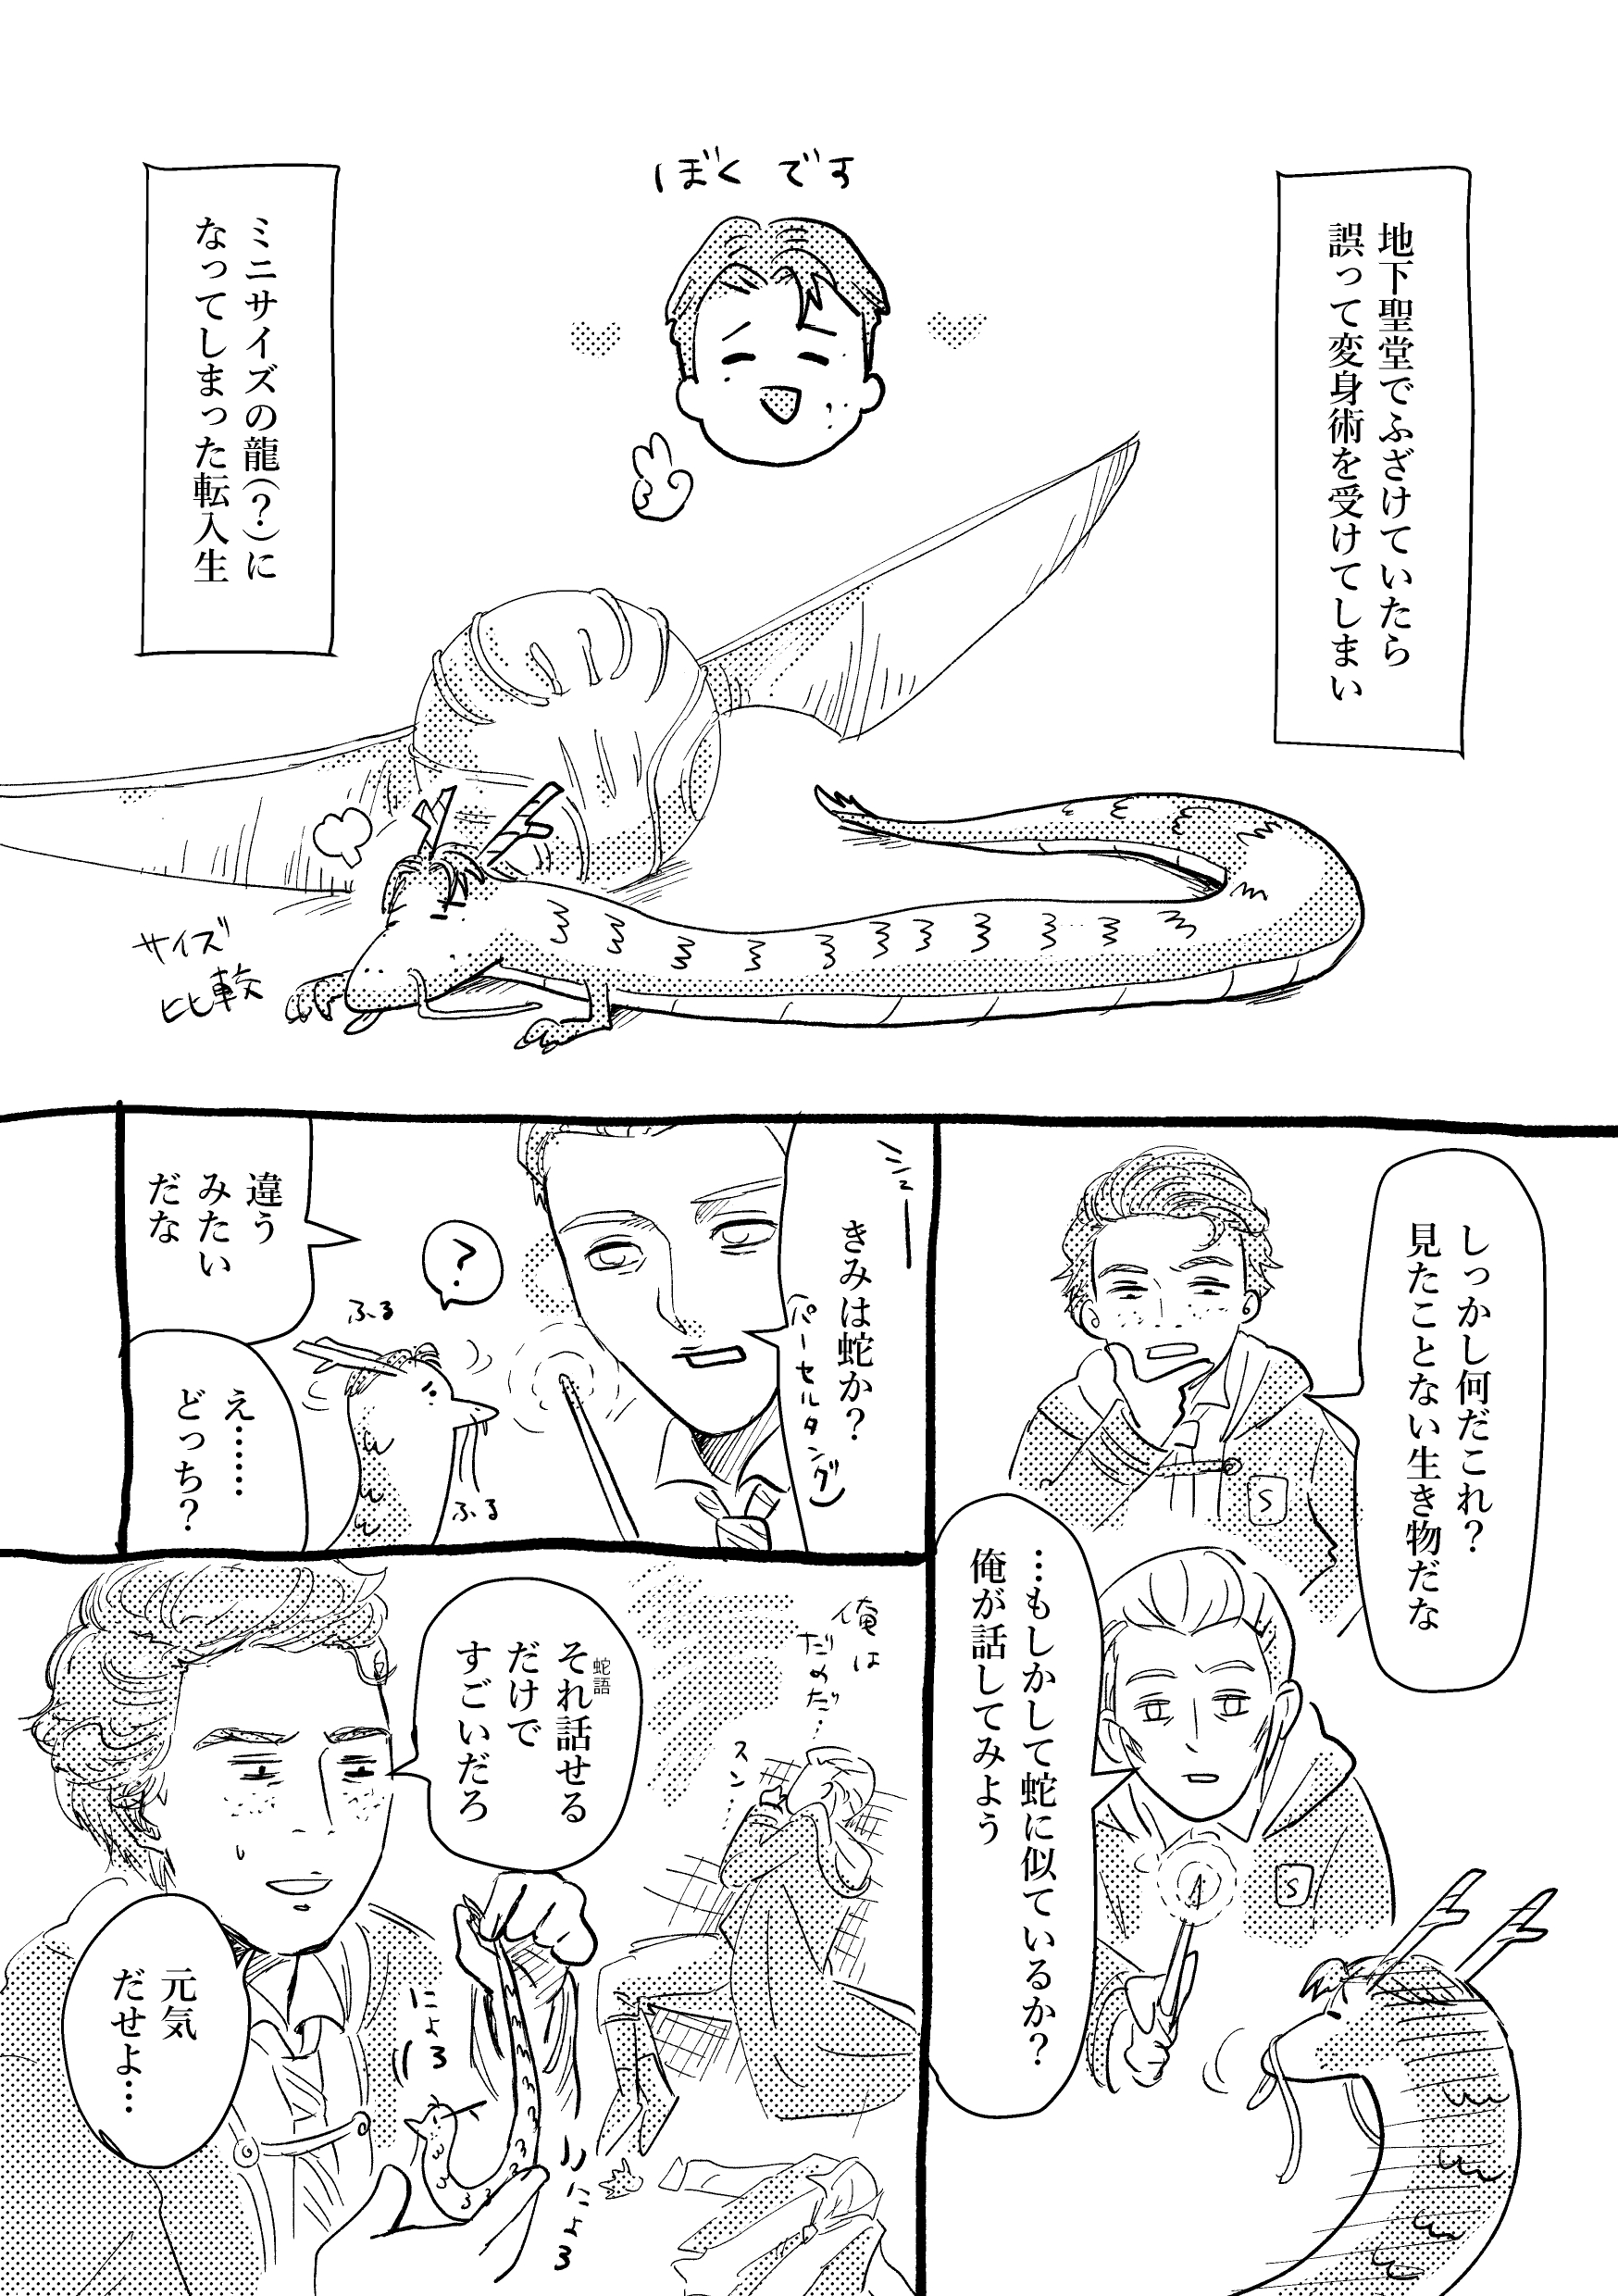 地下聖堂でふざけていたら
誤って変身術を受けてしまい
ぼくです
ミニサイズの龍(?)に
なってしまった転入生
サイズ
比較
しっかし何だこれ?
見たことない生き物だな
S
…もしかして蛇に似ているか?
俺が話してみよう
S
シュー
きみは蛇か?
(パーセルタング)
?
ふる
ふる
違う
みたい
だな
え……
どっち?
俺は
だめだ…
スン…
蛇語
それ話せる
だけで
すごいだろ
元気
だせよ…
にょろ
にょろ